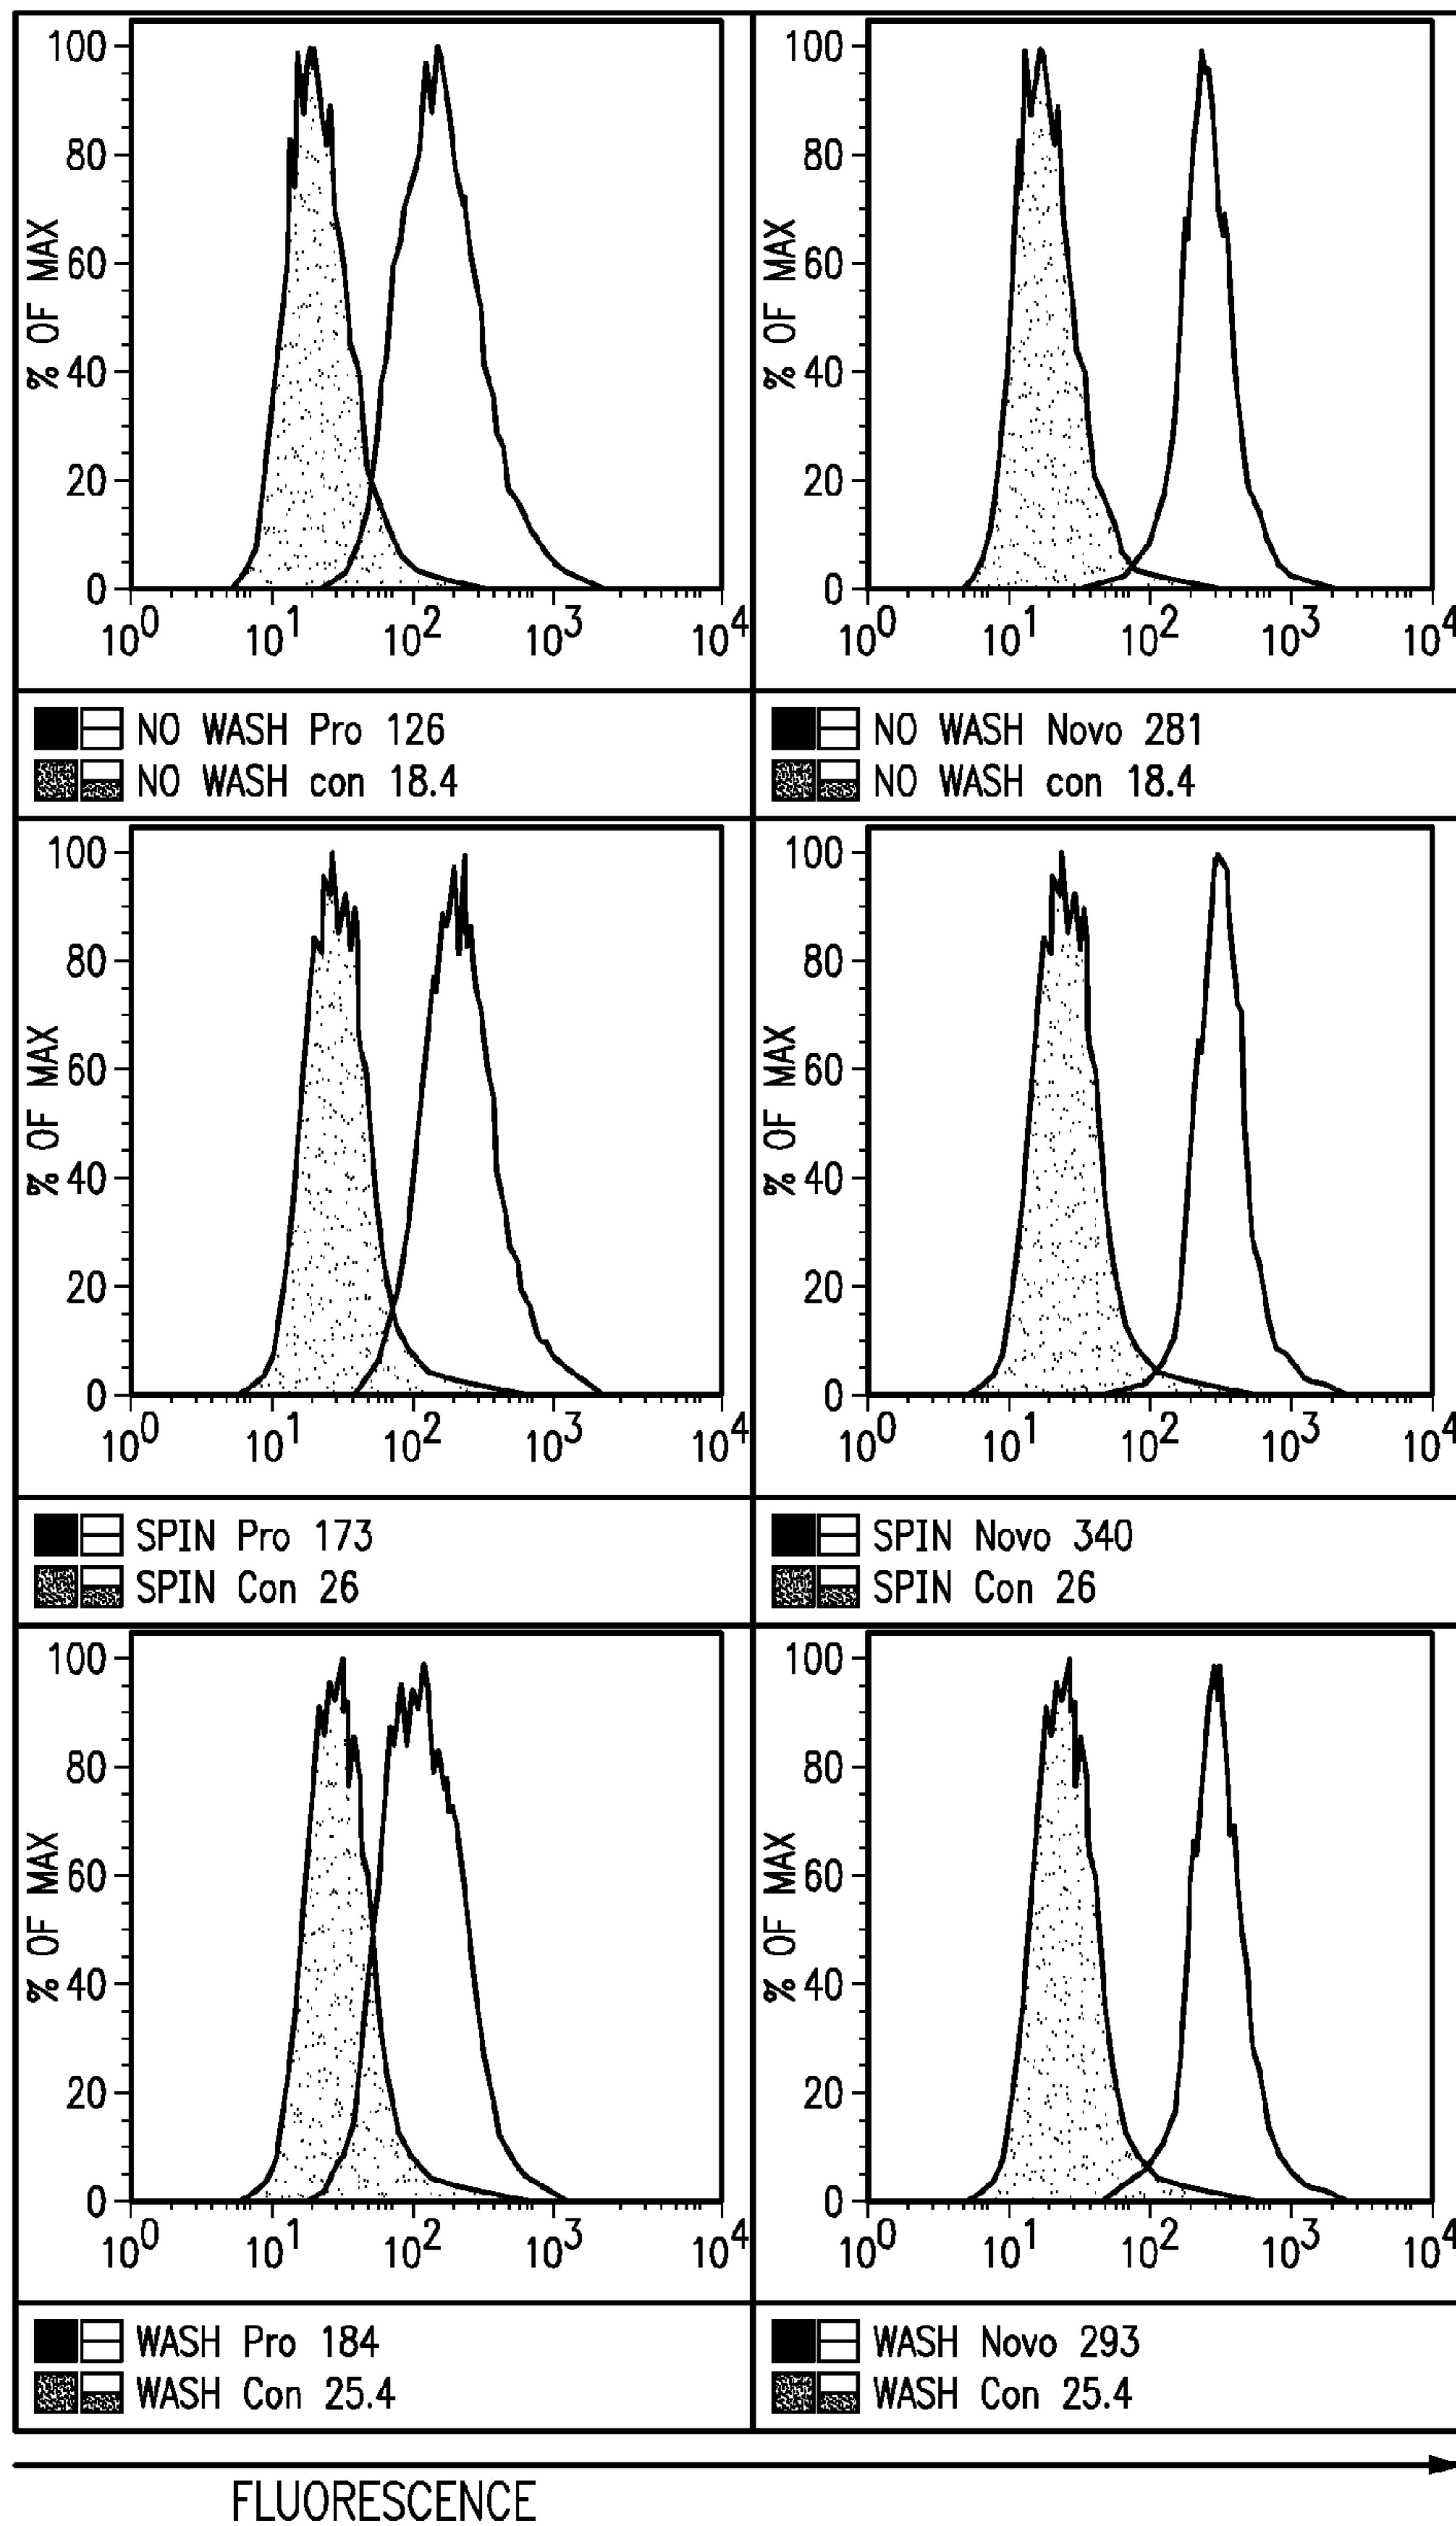 100
80
60
40
20
0
% OF MAX
10^0 10^1 10^2 10^3 10^4
NO WASH Pro 126
NO WASH con 18.4
100
80
60
40
20
0
% OF MAX
10^0 10^1 10^2 10^3 10^4
NO WASH Novo 281
NO WASH con 18.4
100
80
60
40
20
0
% OF MAX
10^0 10^1 10^2 10^3 10^4
SPIN Pro 173
SPIN Con 26
100
80
60
40
20
0
% OF MAX
10^0 10^1 10^2 10^3 10^4
SPIN Novo 340
SPIN Con 26
100
80
60
40
20
0
% OF MAX
10^0 10^1 10^2 10^3 10^4
WASH Pro 184
WASH Con 25.4
100
80
60
40
20
0
% OF MAX
10^0 10^1 10^2 10^3 10^4
WASH Novo 293
WASH Con 25.4
FLUORESCENCE